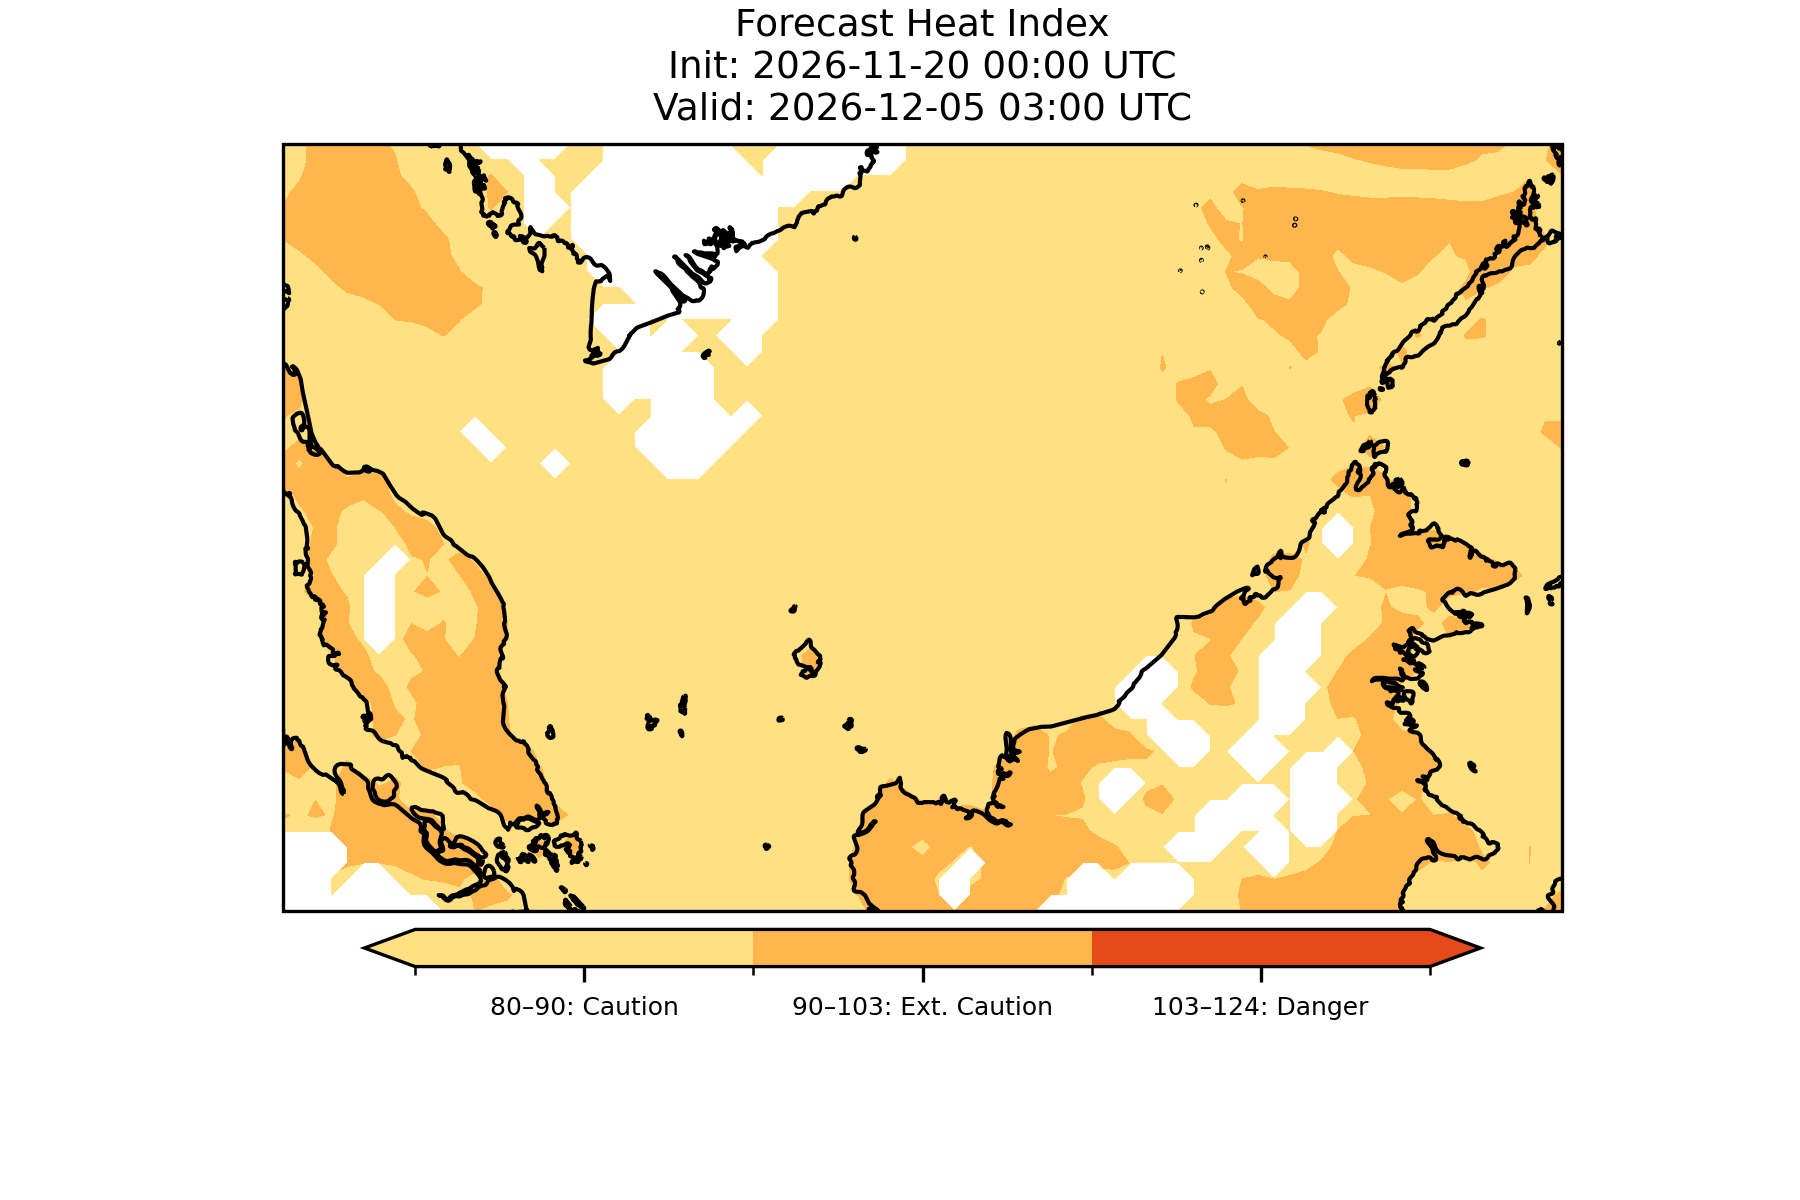 Forecast Heat Index
Init: 2026-11-20 00:00 UTC
Valid: 2026-12-05 03:00 UTC
80–90: Caution
90–103: Ext. Caution
103–124: Danger